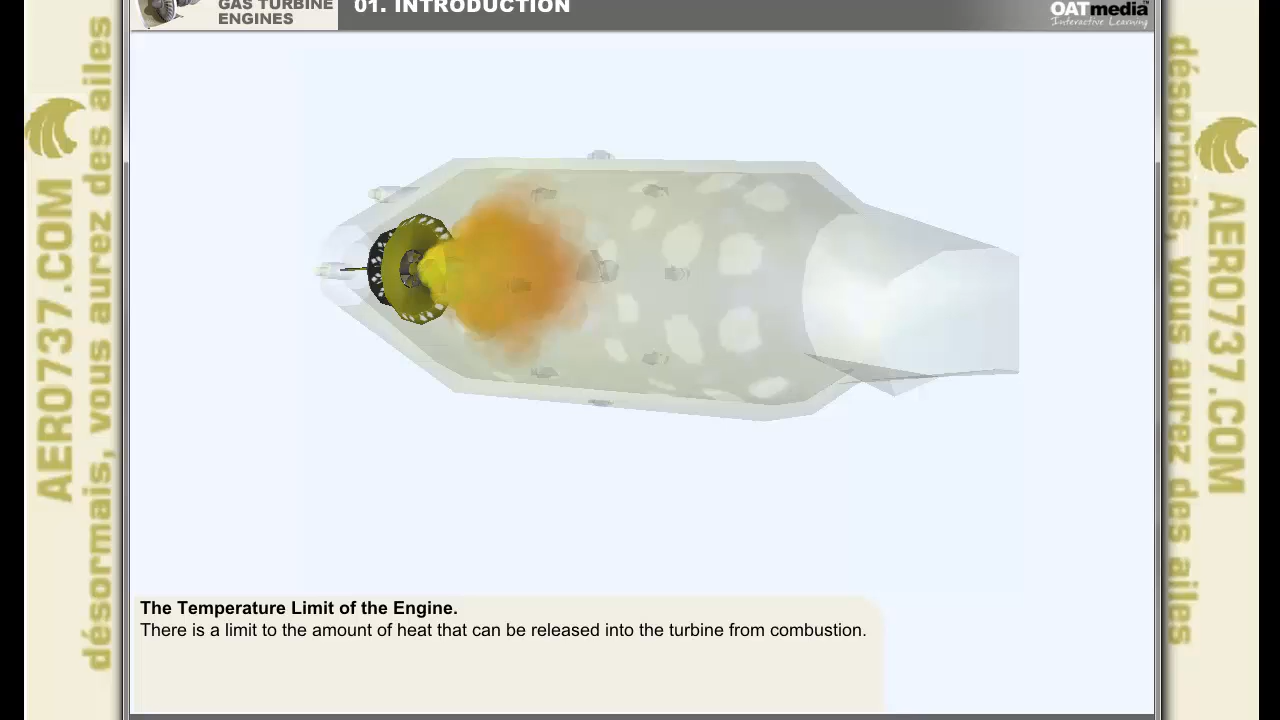 GAS TURBINE
ENGINES
01. INTRODUCTION
OATmedia
Interactive Learning
AERO737.COM
désormais, vous aurez des ailes
désormais, vous aurez des ailes
AERO737.COM
The Temperature Limit of the Engine.
There is a limit to the amount of heat that can be released into the turbine from combustion.